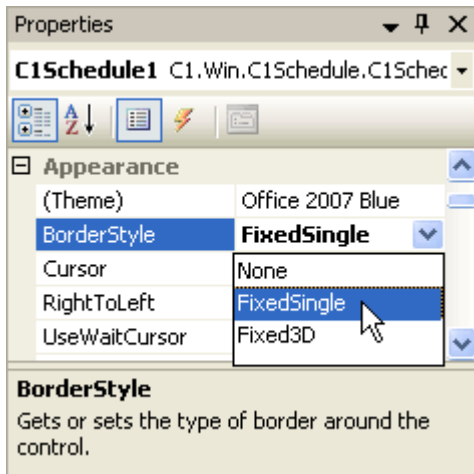 Properties
C1Schedule1 C1.Win.C1Schedule.C1Schec
A
Z
Appearance
(Theme) Office 2007 Blue
BorderStyle FixedSingle
Cursor None
RightToLeft FixedSingle
UseWaitCursor Fixed3D
BorderStyle
Gets or sets the type of border around the
control.